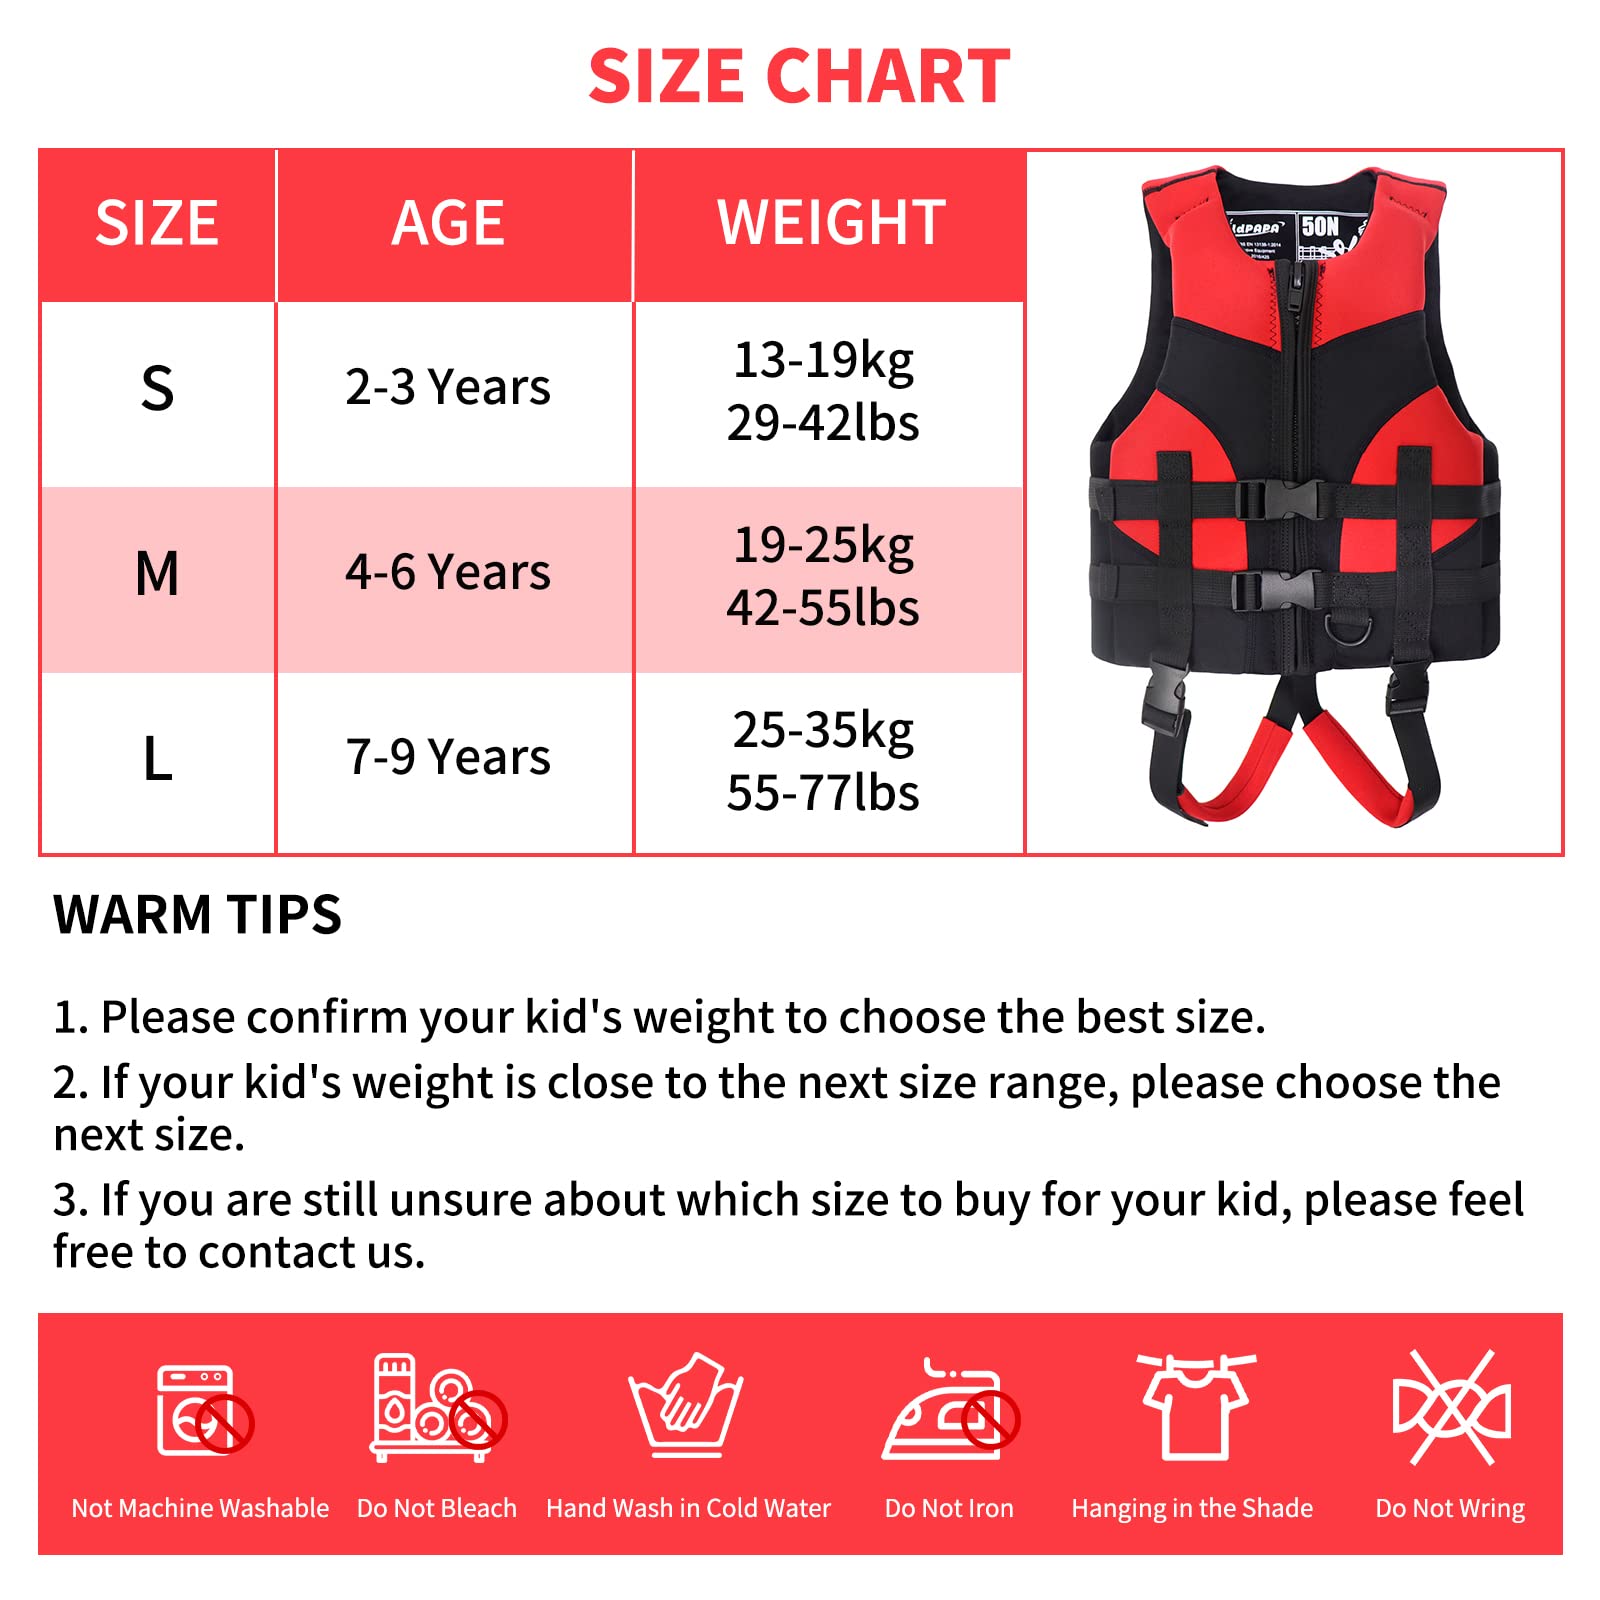 SIZE CHART
SIZE AGE WEIGHT
S 2-3 Years 13-19kg
29-42lbs
M 4-6 Years 19-25kg
42-55lbs
L 7-9 Years 25-35kg
55-77lbs
50N
WARM TIPS
1. Please confirm your kid's weight to choose the best size.
2. If your kid's weight is close to the next size range, please choose the
next size.
3. If you are still unsure about which size to buy for your kid, please feel
free to contact us.
Not Machine Washable Do Not Bleach Hand Wash in Cold Water Do Not Iron Hanging in the Shade Do Not Wring